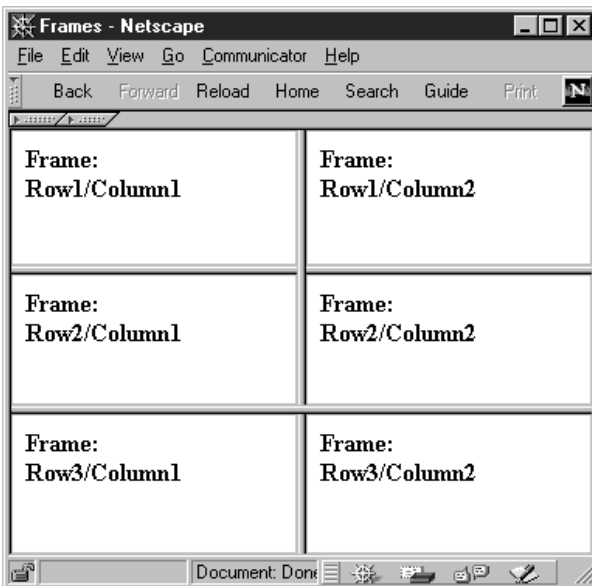 Frames - Netscape
File Edit View Go Communicator Help
Back Forward Reload Home Search Guide Print N
Frame:
Row1/Column1
Frame:
Row1/Column2
Frame:
Row2/Column1
Frame:
Row2/Column2
Frame:
Row3/Column1
Frame:
Row3/Column2
Document: Done